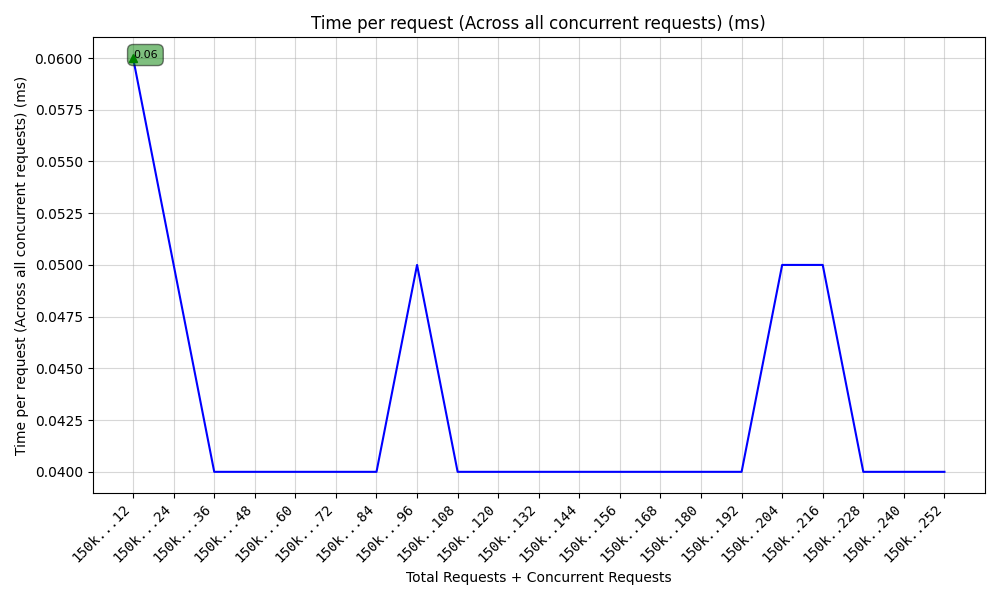 Time per request (Across all concurrent requests) (ms)
Time per request (Across all concurrent requests) (ms)
0.0600
0.0575
0.0550
0.0525
0.0500
0.0475
0.0450
0.0425
0.0400
0.06
150k...12
150k...24
150k...36
150k...48
150k...60
150k...72
150k...84
150k...96
150k..108
150k..120
150k..132
150k..144
150k..156
150k..168
150k..180
150k..192
150k..204
150k..216
150k..228
150k..240
150k..252
Total Requests + Concurrent Requests